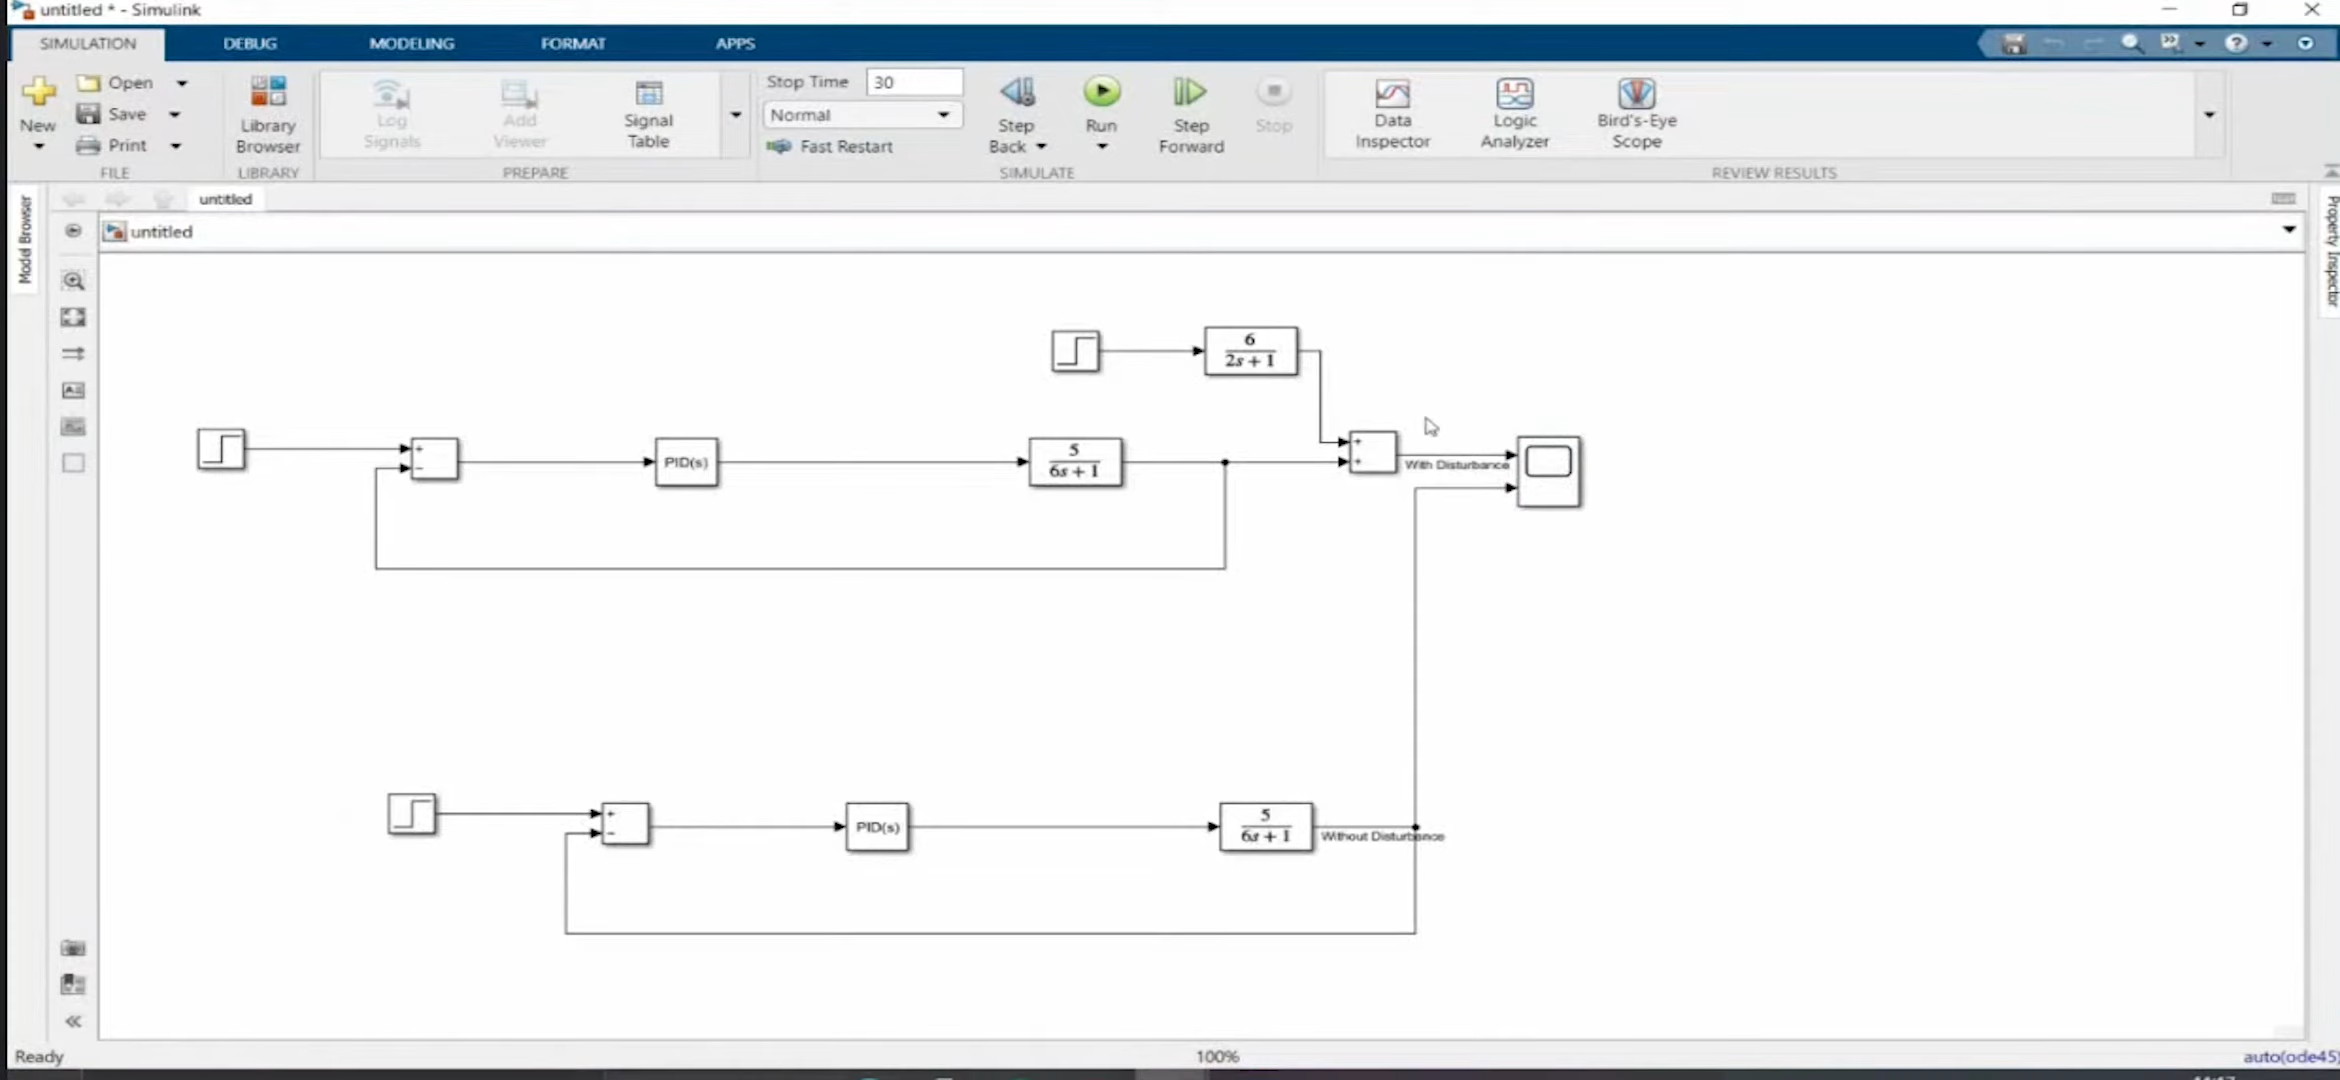 untitled * - Simulink
SIMULATION DEBUG MODELING FORMAT APPS
New
Open
Save
Print
FILE
Library Browser
LIBRARY
Log Signals
Add Viewer
Signal Table
PREPARE
Stop Time 30
Normal
Fast Restart
Step Back
Run
Step Forward
Stop
SIMULATE
Data Inspector
Logic Analyzer
Bird's-Eye Scope
REVIEW RESULTS
Model Browser
untitled
untitled
Property Inspector
6
2s + 1
+
−
PID(s)
5
6s + 1
+
+
With Disturbance
+
−
PID(s)
5
6s + 1
Without Disturbance
Ready
100%
auto(ode45)